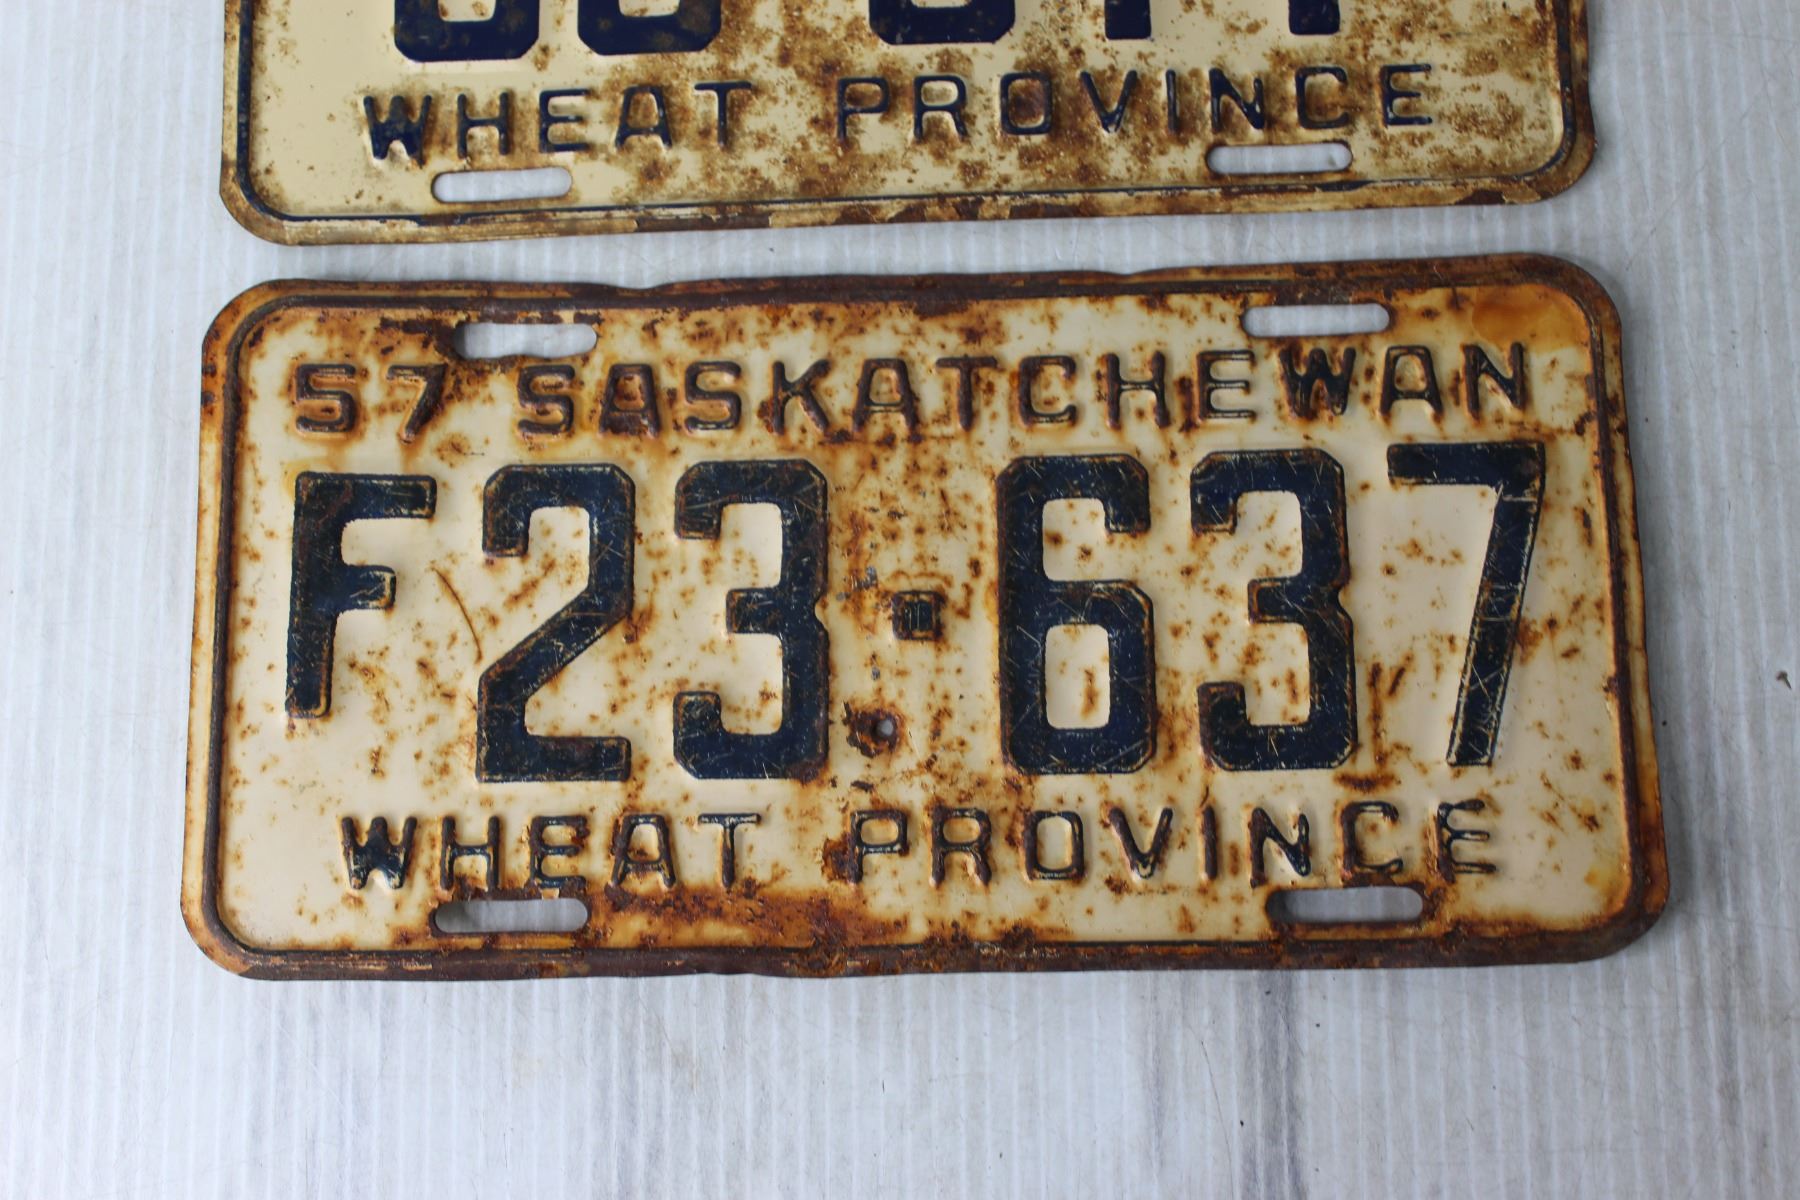 WHEAT PROVINCE
57 SASKATCHEWAN
F23-637
WHEAT PROVINCE